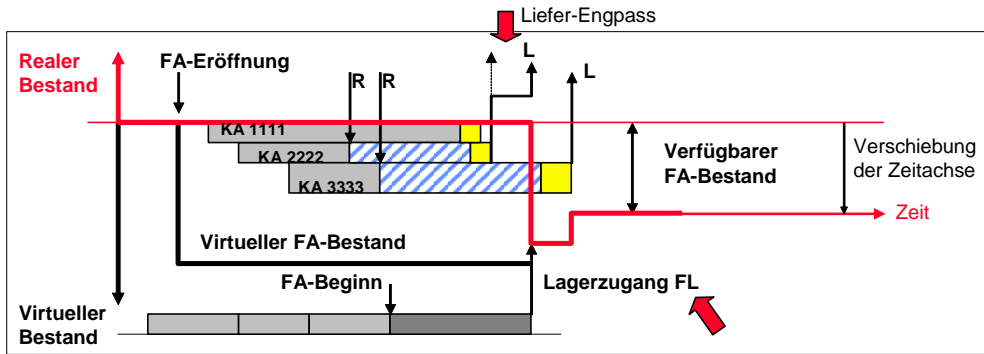 Liefer-Engpass
Realer
Bestand
FA-Eröffnung
R
R
L
L
KA 1111
KA 2222
KA 3333
Verfügbarer
FA-Bestand
Verschiebung
der Zeitachse
Zeit
Virtueller FA-Bestand
FA-Beginn
Lagerzugang FL
Virtueller
Bestand